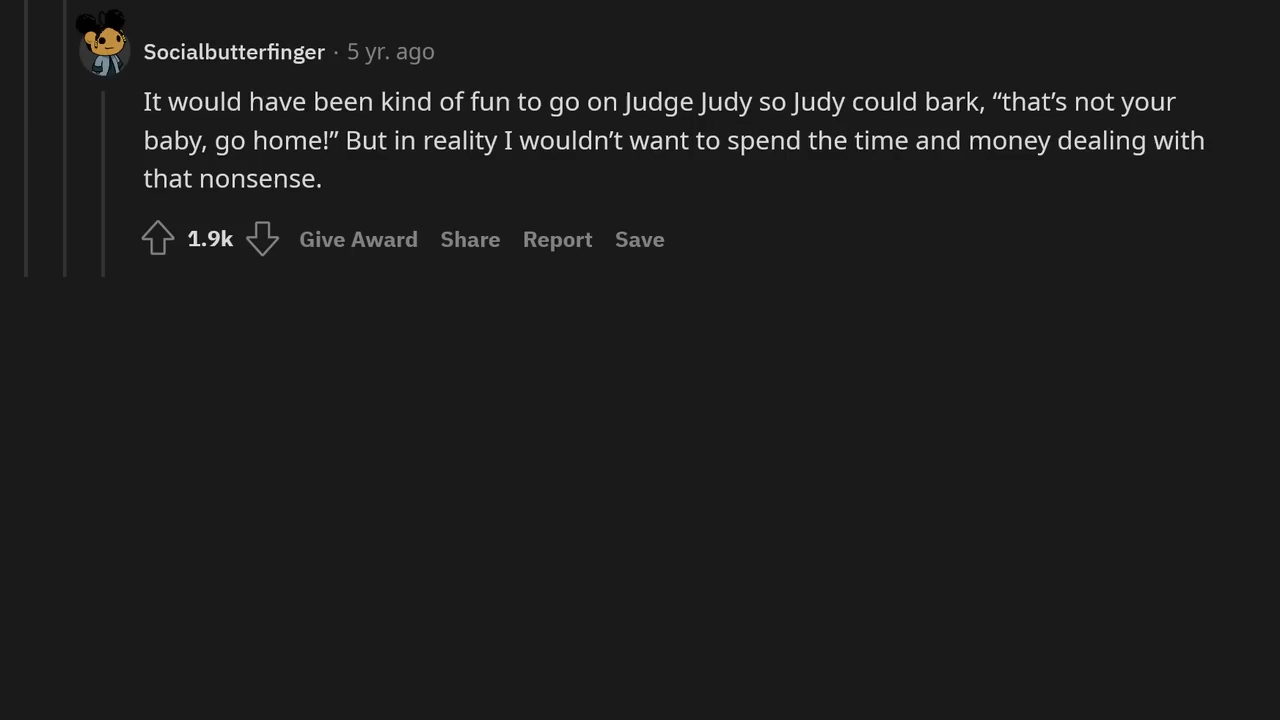 Socialbutterfinger · 5 yr. ago
It would have been kind of fun to go on Judge Judy so Judy could bark, “that’s not your
baby, go home!” But in reality I wouldn’t want to spend the time and money dealing with
that nonsense.
1.9k Give Award Share Report Save